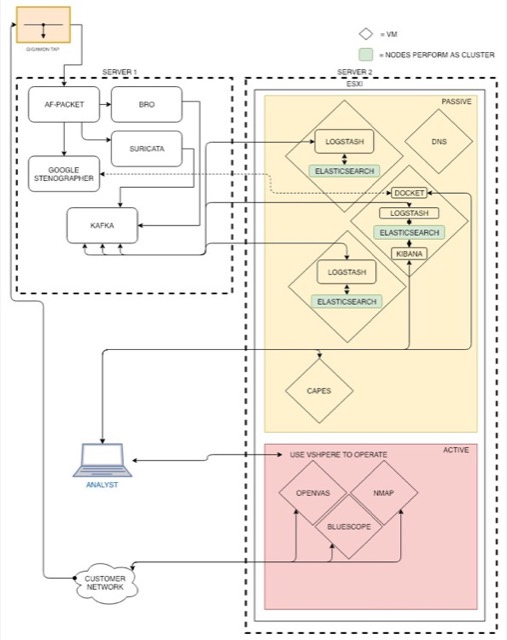 = VM
GIGAMON TAP
= NODES PERFORM AS CLUSTER
SERVER 1
SERVER 2
ESXI
PASSIVE
AF-PACKET
BRO
SURICATA
GOOGLE
STENOGRAPHER
KAFKA
LOGSTASH
ELASTICSEARCH
DNS
DOCKET
LOGSTASH
ELASTICSEARCH
KIBANA
LOGSTASH
ELASTICSEARCH
CAPES
ACTIVE
USE VSHPERE TO OPERATE
OPENVAS
NMAP
BLUESCOPE
ANALYST
CUSTOMER
NETWORK